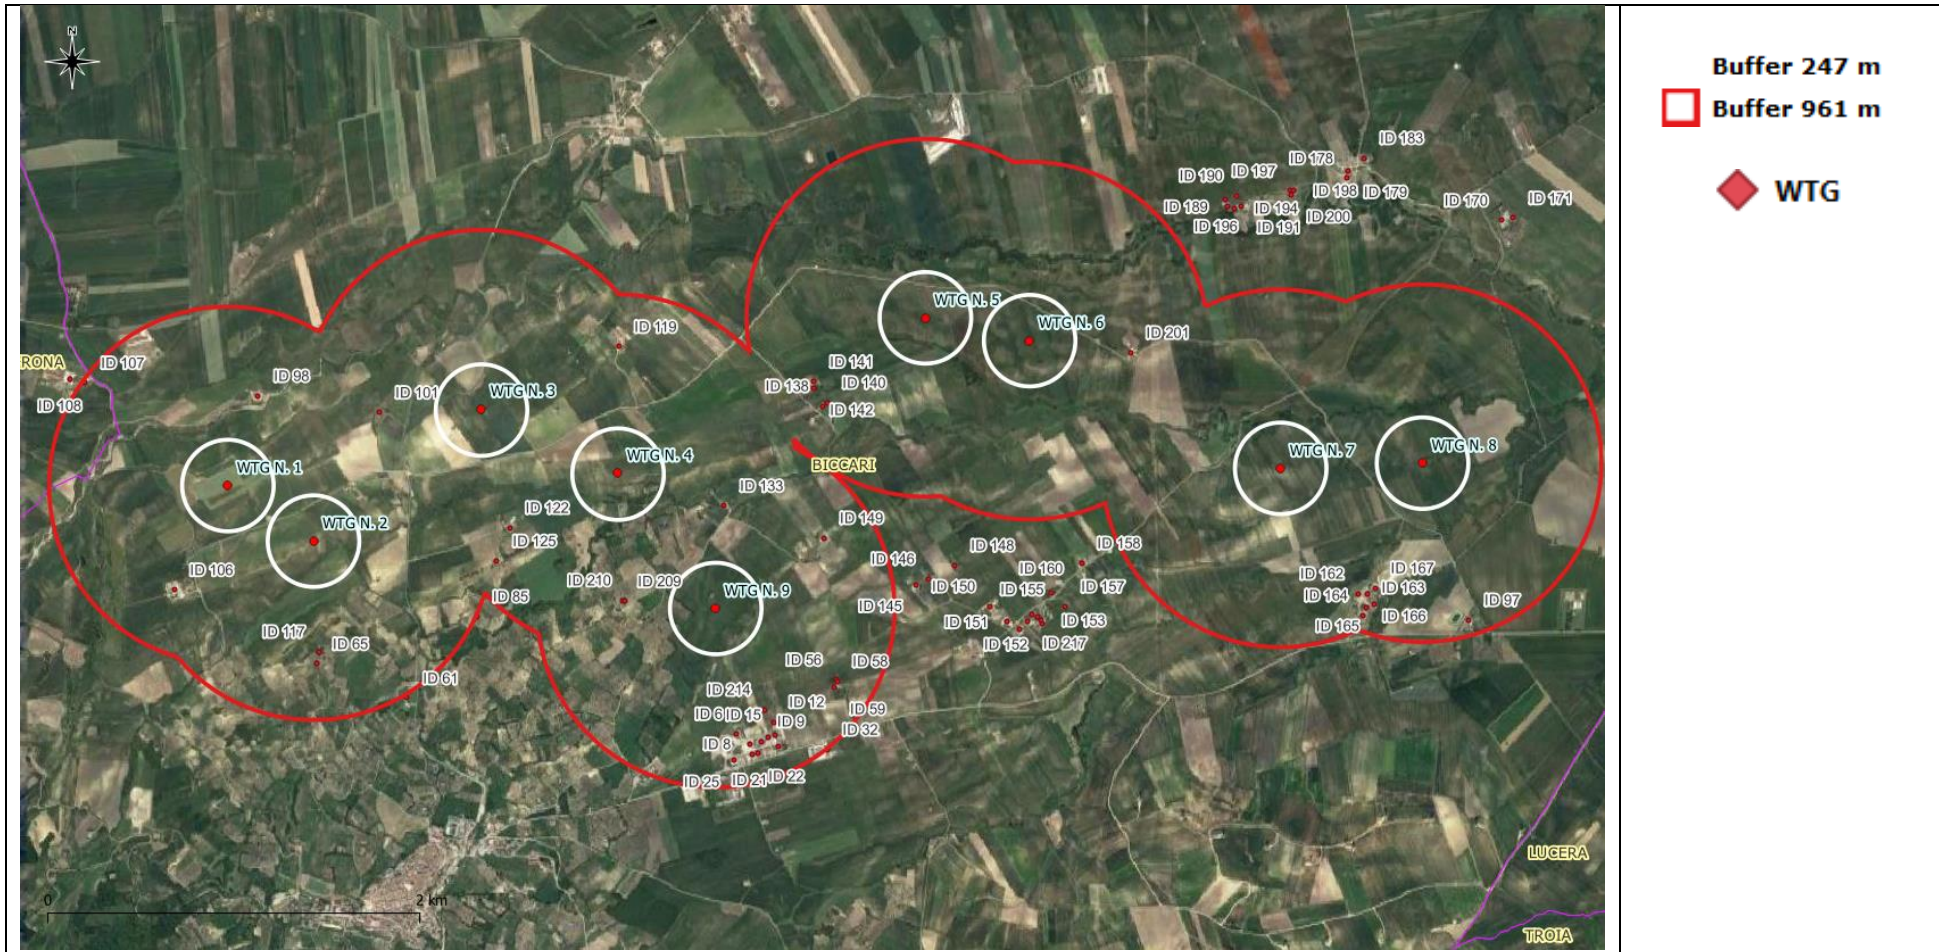 N
Buffer 247 m
Buffer 961 m
WTG
ID 183
ID 178
ID 190
ID 197
ID 198
ID 179
ID 170
ID 171
ID 189
ID 194
ID 200
ID 196
ID 191
WTG N. 5
WTG N. 6
ID 119
ID 201
RONA
ID 107
ID 141
ID 98
ID 138
ID 140
ID 101
WTG N. 3
ID 108
ID 142
WTG N. 4
BICCARI
WTG N. 7
WTG N. 8
WTG N. 1
ID 133
ID 122
WTG N. 2
ID 149
ID 125
ID 148
ID 158
ID 146
ID 106
ID 210
ID 209
ID 160
ID 162
ID 167
WTG N. 9
ID 150
ID 155
ID 157
ID 164
ID 163
ID 85
ID 145
ID 97
ID 151
ID 153
ID 166
ID 165
ID 117
ID 65
ID 152
ID 217
ID 56
ID 58
ID 61
ID 214
ID 12
ID 59
ID 6
ID 15
ID 9
ID 32
ID 8
ID 25
ID 21
ID 22
LUCERA
0
2 km
TROIA